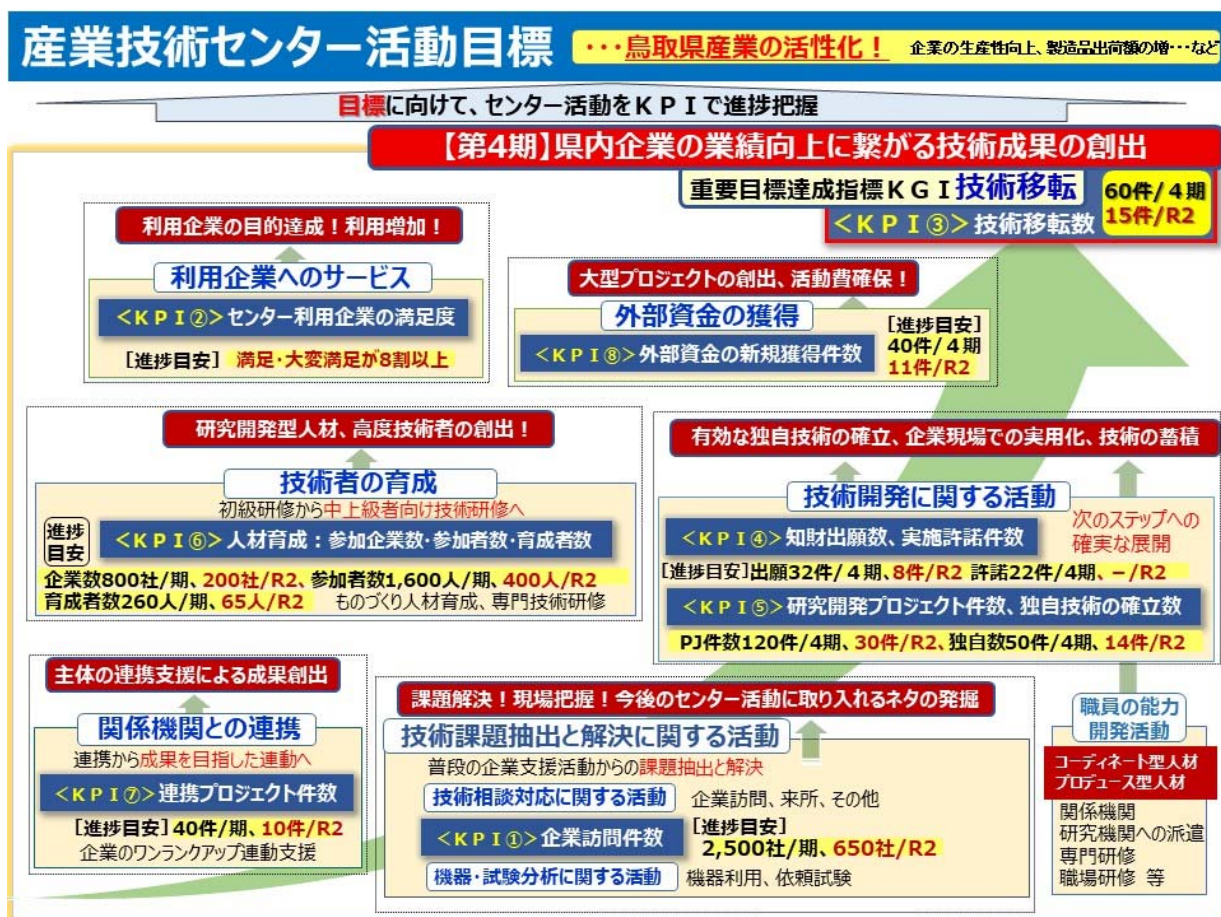 産業技術センター活動目標
・・・鳥取県産業の活性化！
企業の生産性向上、製造品出荷額の増・・・など
目標に向けて、センター活動をＫＰＩで進捗把握
【第4期】県内企業の業績向上に繋がる技術成果の創出
重要目標達成指標ＫＧＩ技術移転
＜ＫＰＩ③＞技術移転数
60件/４期
15件/R2
利用企業の目的達成！利用増加！
利用企業へのサービス
＜ＫＰＩ②＞センター利用企業の満足度
［進捗目安］ 満足・大変満足が8割以上
大型プロジェクトの創出、活動費確保！
外部資金の獲得
＜ＫＰＩ⑧＞外部資金の新規獲得件数
［進捗目安］
40件/４期
11件/R2
研究開発型人材、高度技術者の創出！
技術者の育成
初級研修から中上級者向け技術研修へ
進捗
目安
＜ＫＰＩ⑥＞人材育成：参加企業数・参加者数・育成者数
企業数800社/期、200社/R2、参加者数1,600人/期、400人/R2
育成者数260人/期、65人/R2 ものづくり人材育成、専門技術研修
有効な独自技術の確立、企業現場での実用化、技術の蓄積
技術開発に関する活動
＜ＫＰＩ④＞知財出願数、実施許諾件数
次のステップへの
確実な展開
［進捗目安］出願32件/４期、8件/R2 許諾22件/4期、－/R2
＜ＫＰＩ⑤＞研究開発プロジェクト件数、独自技術の確立数
PJ件数120件/4期、30件/R2、独自数50件/4期、14件/R2
主体の連携支援による成果創出
関係機関との連携
連携から成果を目指した連動へ
＜ＫＰＩ⑦＞連携プロジェクト件数
［進捗目安］40件/期、10件/R2
企業のワンランクアップ連動支援
課題解決！現場把握！今後のセンター活動に取り入れるネタの発掘
技術課題抽出と解決に関する活動
普段の企業支援活動からの課題抽出と解決
技術相談対応に関する活動 企業訪問、来所、その他
＜ＫＰＩ①＞企業訪問件数
［進捗目安］
2,500社/期、650社/R2
機器・試験分析に関する活動 機器利用、依頼試験
職員の能力
開発活動
コーディネート型人材
プロデュース型人材
関係機関
研究機関への派遣
専門研修
職場研修 等